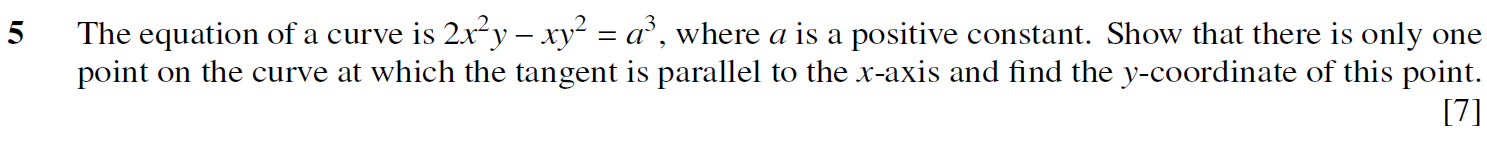 5 The equation of a curve is 2x²y − xy² = a³, where a is a positive constant. Show that there is only one
point on the curve at which the tangent is parallel to the x-axis and find the y-coordinate of this point.
[7]